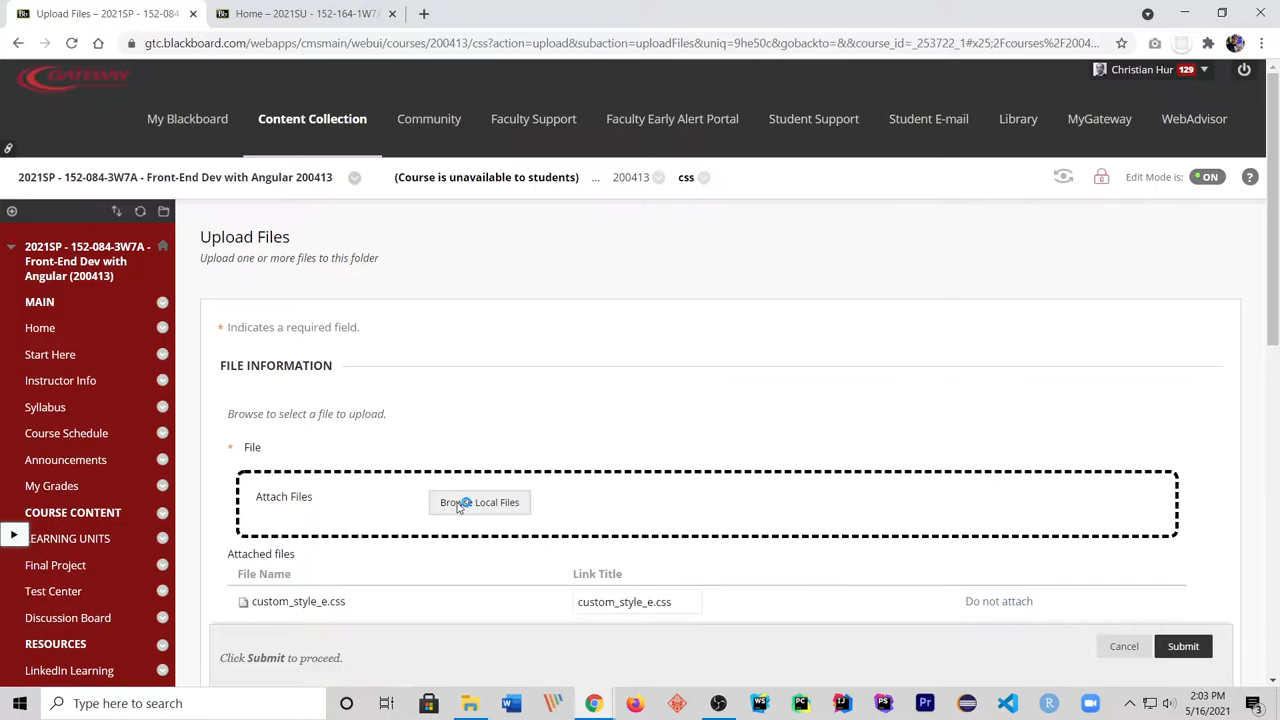 Upload Files – 2021SP - 152-084
Home – 2021SU - 152-164-1W7
gtc.blackboard.com/webapps/cmsmain/webui/courses/200413/css?action=upload&subaction=uploadFiles&uniq=9he50c&gobackto=&&course_id=_253722_1#x25;2Fcourses%2F2004...
GATEWAY
Christian Hur 129
My Blackboard
Content Collection
Community
Faculty Support
Faculty Early Alert Portal
Student Support
Student E-mail
Library
MyGateway
WebAdvisor
2021SP - 152-084-3W7A - Front-End Dev with Angular 200413
(Course is unavailable to students)
... 200413 css
Edit Mode is: ON ?
2021SP - 152-084-3W7A -
Front-End Dev with
Angular (200413)
MAIN
Home
Start Here
Instructor Info
Syllabus
Course Schedule
Announcements
My Grades
COURSE CONTENT
LEARNING UNITS
Final Project
Test Center
Discussion Board
RESOURCES
LinkedIn Learning
Upload Files
Upload one or more files to this folder
* Indicates a required field.
FILE INFORMATION
Browse to select a file to upload.
* File
Attach Files
Browse Local Files
Attached files
File Name Link Title
custom_style_e.css custom_style_e.css Do not attach
Click Submit to proceed.
Cancel Submit
Type here to search
2:03 PM
5/16/2021
3